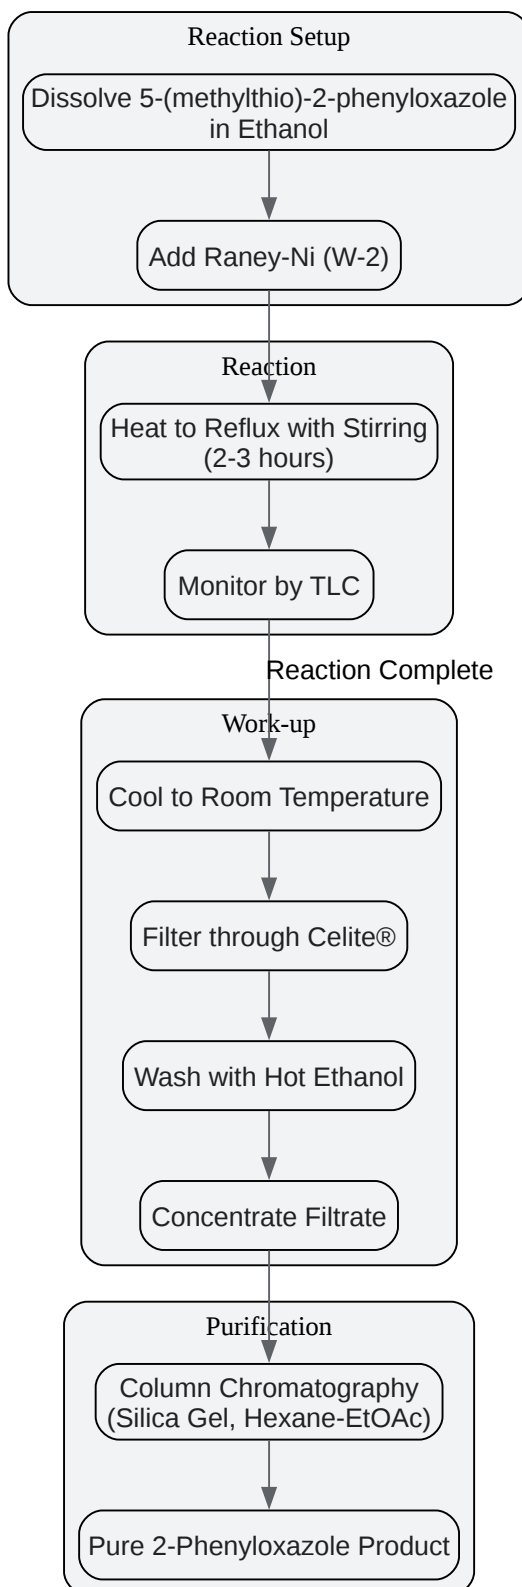 Reaction Setup
Dissolve 5-(methylthio)-2-phenyloxazole
in Ethanol
Add Raney-Ni (W-2)
Reaction
Heat to Reflux with Stirring
(2-3 hours)
Monitor by TLC
Reaction Complete
Work-up
Cool to Room Temperature
Filter through Celite®
Wash with Hot Ethanol
Concentrate Filtrate
Purification
Column Chromatography
(Silica Gel, Hexane-EtOAc)
Pure 2-Phenyloxazole Product